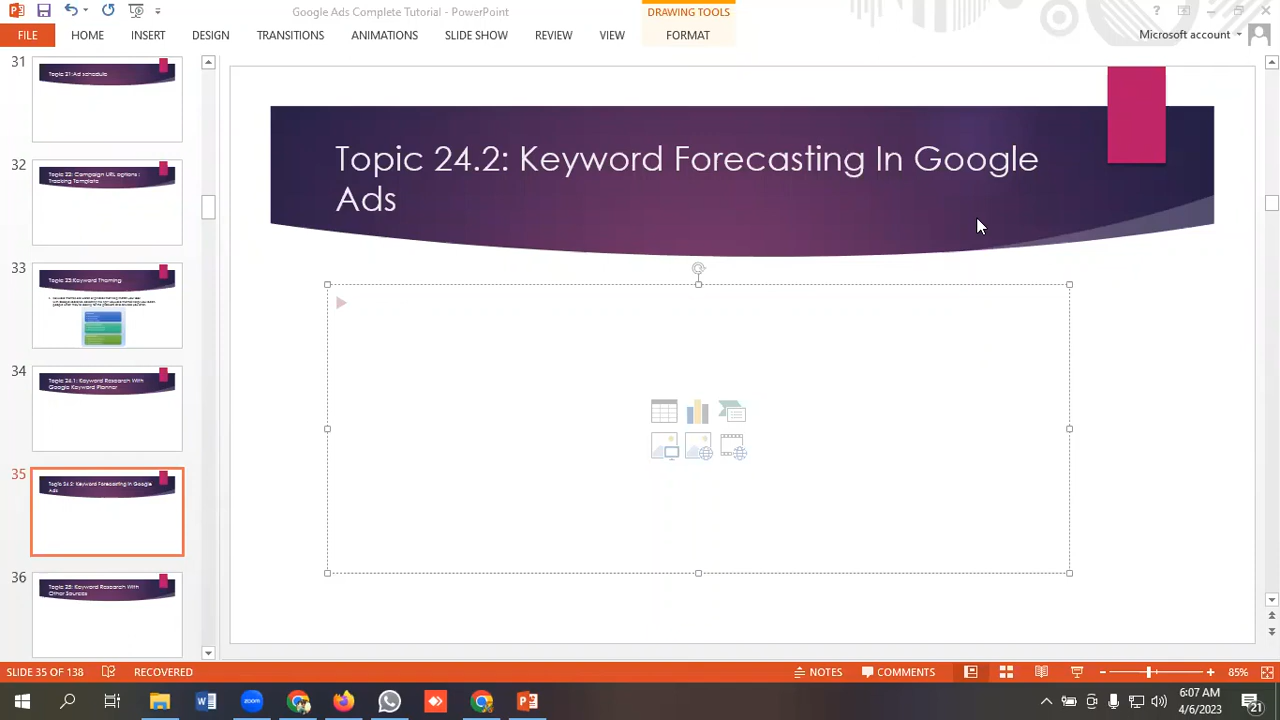 Google Ads Complete Tutorial - PowerPoint
DRAWING TOOLS
?
FILE
HOME
INSERT
DESIGN
TRANSITIONS
ANIMATIONS
SLIDE SHOW
REVIEW
VIEW
FORMAT
Microsoft account
31
Topic 31:Ad schedule
32
Topic 22: Campaign URL options :
Tracking Template
33
Topic 23:Keyword Theming
34
Topic 24.1: Keyword Research With
Google Keyword Planner
35
Topic 24.2: Keyword Forecasting In Google
Ads
36
Topic 25: Keyword Research With
Other Sources
Topic 24.2: Keyword Forecasting In Google
Ads
SLIDE 35 OF 138
RECOVERED
NOTES
COMMENTS
85%
zoom
6:07 AM
4/6/2023
21